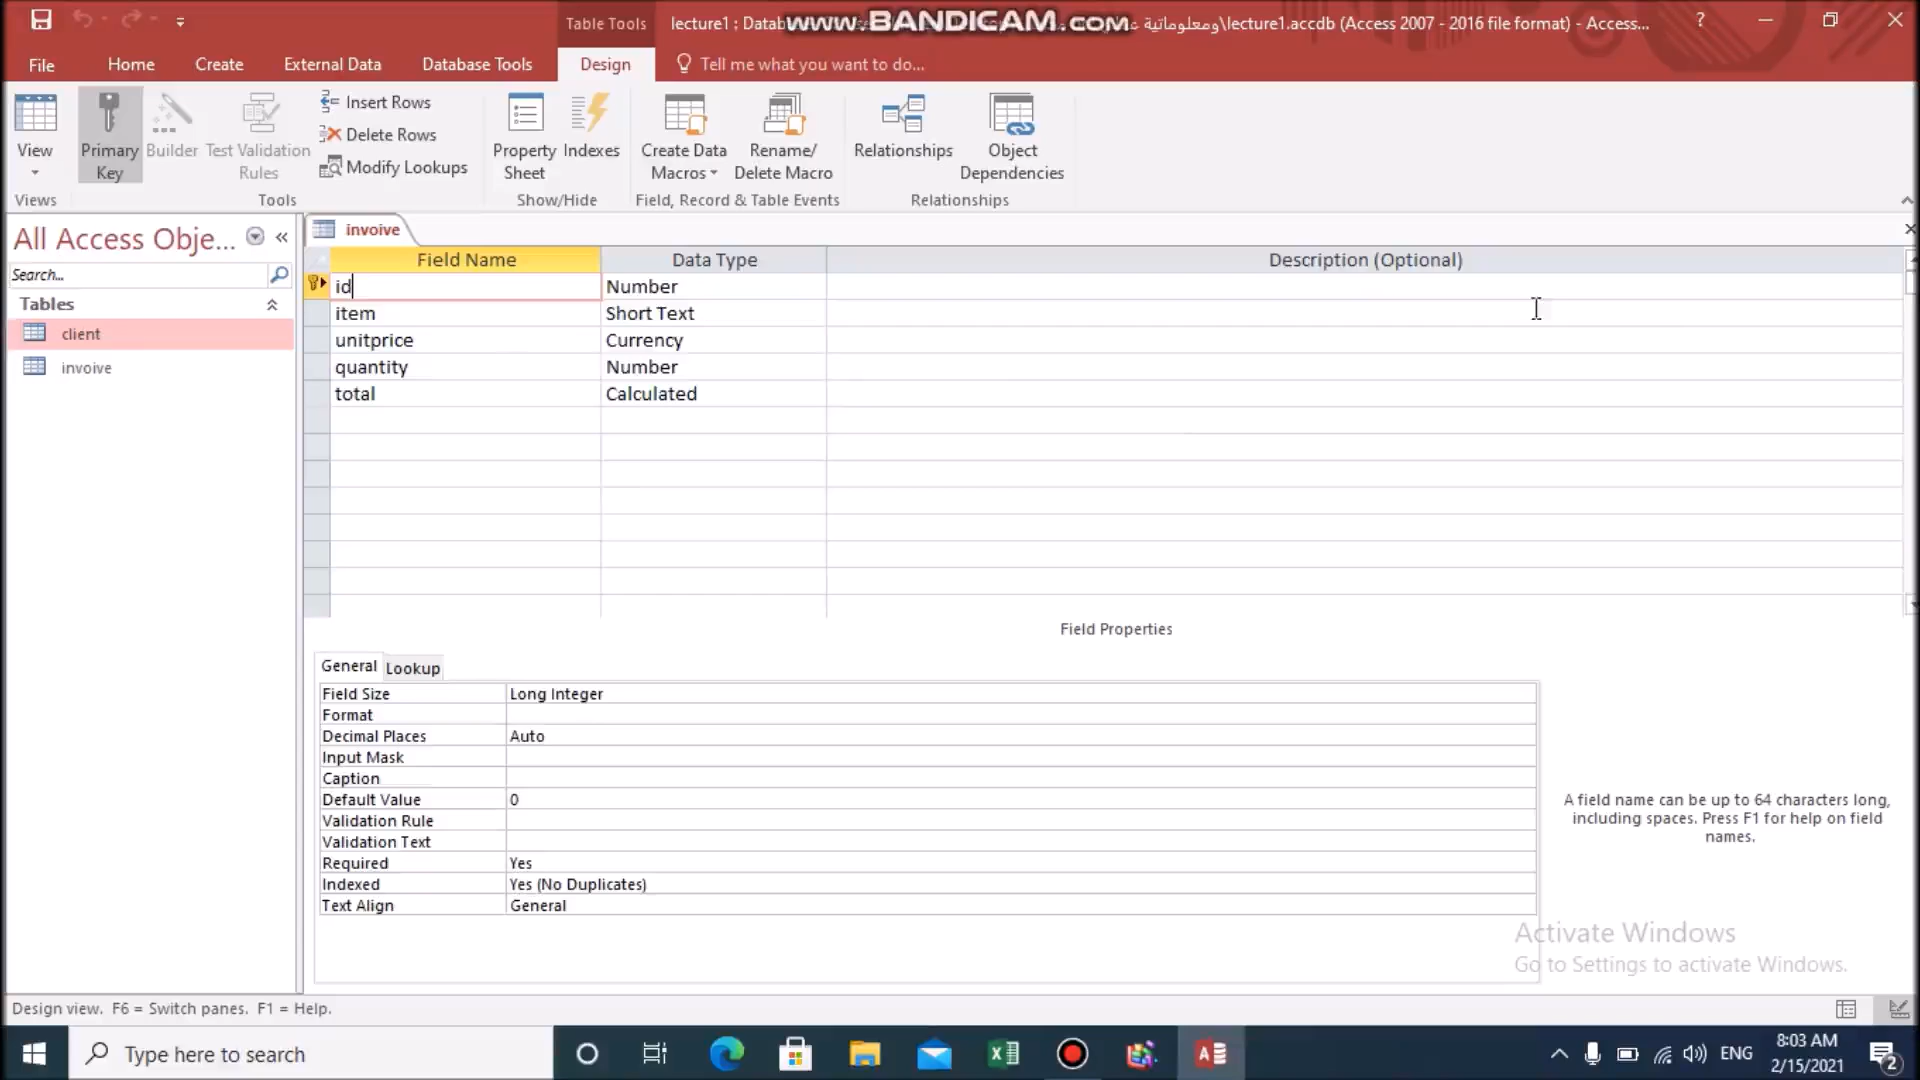 Table Tools
lecture1 : Datab
www.BANDICAM.com
ومعلوماتية\lecture1.accdb (Access 2007 - 2016 file format) - Access...
?
File
Home
Create
External Data
Database Tools
Design
Tell me what you want to do...
View
Primary Key
Builder
Test Validation Rules
Insert Rows
Delete Rows
Modify Lookups
Property Sheet
Indexes
Create Data Macros
Rename/ Delete Macro
Relationships
Object Dependencies
Views
Tools
Show/Hide
Field, Record & Table Events
Relationships
All Access Obje...
Search...
Tables
client
invoive
invoive
Field Name
Data Type
Description (Optional)
id
Number
item
Short Text
unitprice
Currency
quantity
Number
total
Calculated
Field Properties
General
Lookup
Field Size
Long Integer
Format
Decimal Places
Auto
Input Mask
Caption
Default Value
0
Validation Rule
Validation Text
Required
Yes
Indexed
Yes (No Duplicates)
Text Align
General
A field name can be up to 64 characters long,
including spaces. Press F1 for help on field
names.
Activate Windows
Go to Settings to activate Windows.
Design view. F6 = Switch panes. F1 = Help.
Type here to search
ENG
8:03 AM
2/15/2021
2